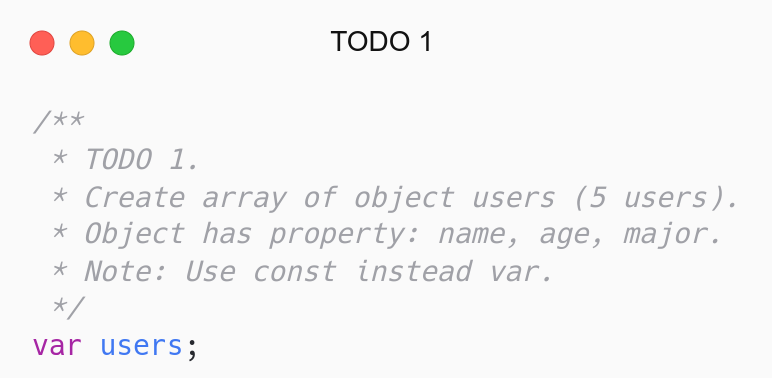 TODO 1
/**
* TODO 1.
* Create array of object users (5 users).
* Object has property: name, age, major.
* Note: Use const instead var.
*/
var users;